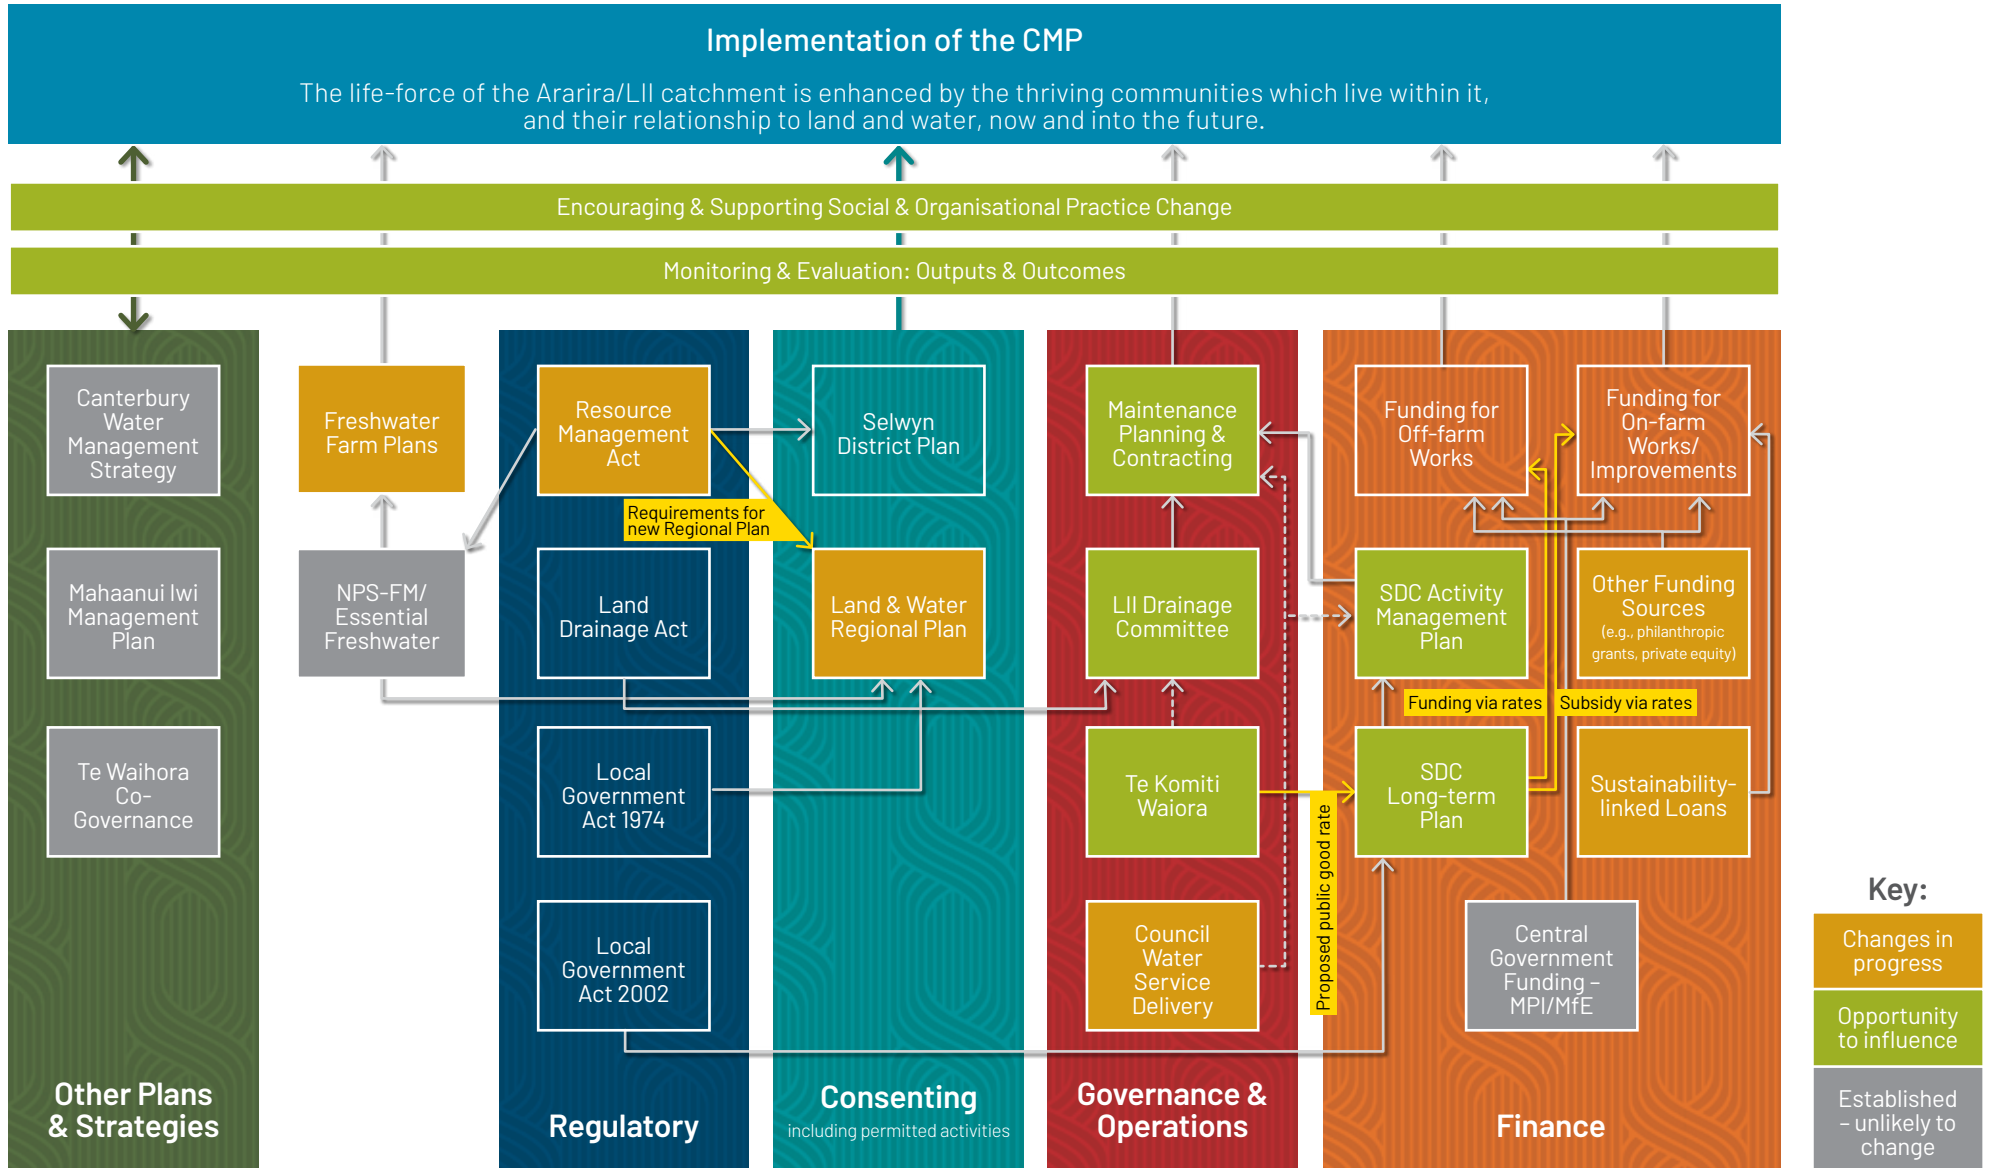 Implementation of the CMP
The life-force of the Ararira/LII catchment is enhanced by the thriving communities which live within it,
and their relationship to land and water, now and into the future.
Encouraging & Supporting Social & Organisational Practice Change
Monitoring & Evaluation: Outputs & Outcomes
Canterbury
Water
Management
Strategy
Mahaanui Iwi
Management
Plan
Te Waihora
Co-
Governance
Other Plans
& Strategies
Freshwater
Farm Plans
NPS-FM/
Essential
Freshwater
Resource
Management
Act
Requirements for
new Regional Plan
Land
Drainage Act
Local
Government
Act 1974
Local
Government
Act 2002
Regulatory
Selwyn
District Plan
Land & Water
Regional Plan
Consenting
including permitted activities
Maintenance
Planning &
Contracting
LII Drainage
Committee
Te Komiti
Waiora
Council
Water
Service
Delivery
Governance &
Operations
Proposed public good rate
Funding for
Off-farm
Works
Funding for
On-farm
Works/
Improvements
SDC Activity
Management
Plan
Other Funding
Sources
(e.g., philanthropic
grants, private equity)
Funding via rates
Subsidy via rates
SDC
Long-term
Plan
Sustainability-
linked Loans
Central
Government
Funding –
MPI/MfE
Finance
Key:
Changes in
progress
Opportunity
to influence
Established
– unlikely to
change